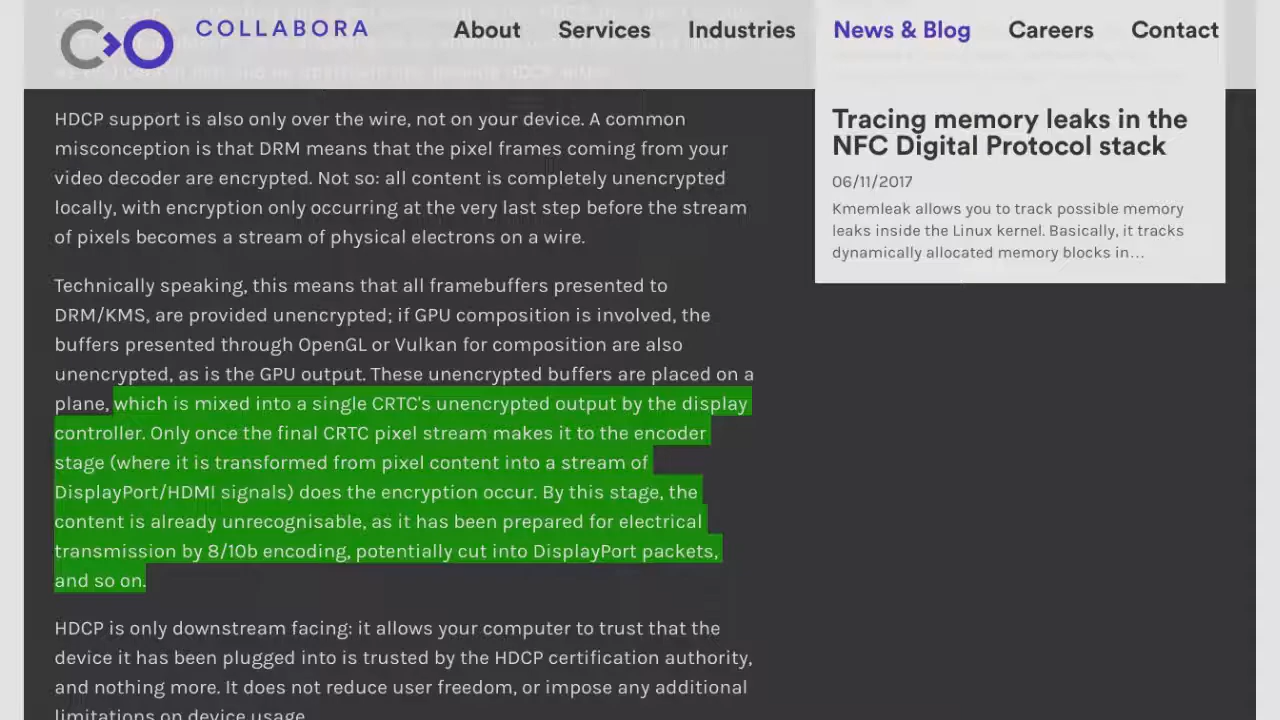 COLLABORA
About Services Industries News & Blog Careers Contact
HDCP support is also only over the wire, not on your device. A common
misconception is that DRM means that the pixel frames coming from your
video decoder are encrypted. Not so: all content is completely unencrypted
locally, with encryption only occurring at the very last step before the stream
of pixels becomes a stream of physical electrons on a wire.
Technically speaking, this means that all framebuffers presented to
DRM/KMS, are provided unencrypted; if GPU composition is involved, the
buffers presented through OpenGL or Vulkan for composition are also
unencrypted, as is the GPU output. These unencrypted buffers are placed on a
plane, which is mixed into a single CRTC's unencrypted output by the display
controller. Only once the final CRTC pixel stream makes it to the encoder
stage (where it is transformed from pixel content into a stream of
DisplayPort/HDMI signals) does the encryption occur. By this stage, the
content is already unrecognisable, as it has been prepared for electrical
transmission by 8/10b encoding, potentially cut into DisplayPort packets,
and so on.
HDCP is only downstream facing: it allows your computer to trust that the
device it has been plugged into is trusted by the HDCP certification authority,
and nothing more. It does not reduce user freedom, or impose any additional
limitations on device usage.
Tracing memory leaks in the
NFC Digital Protocol stack
06/11/2017
Kmemleak allows you to track possible memory
leaks inside the Linux kernel. Basically, it tracks
dynamically allocated memory blocks in...